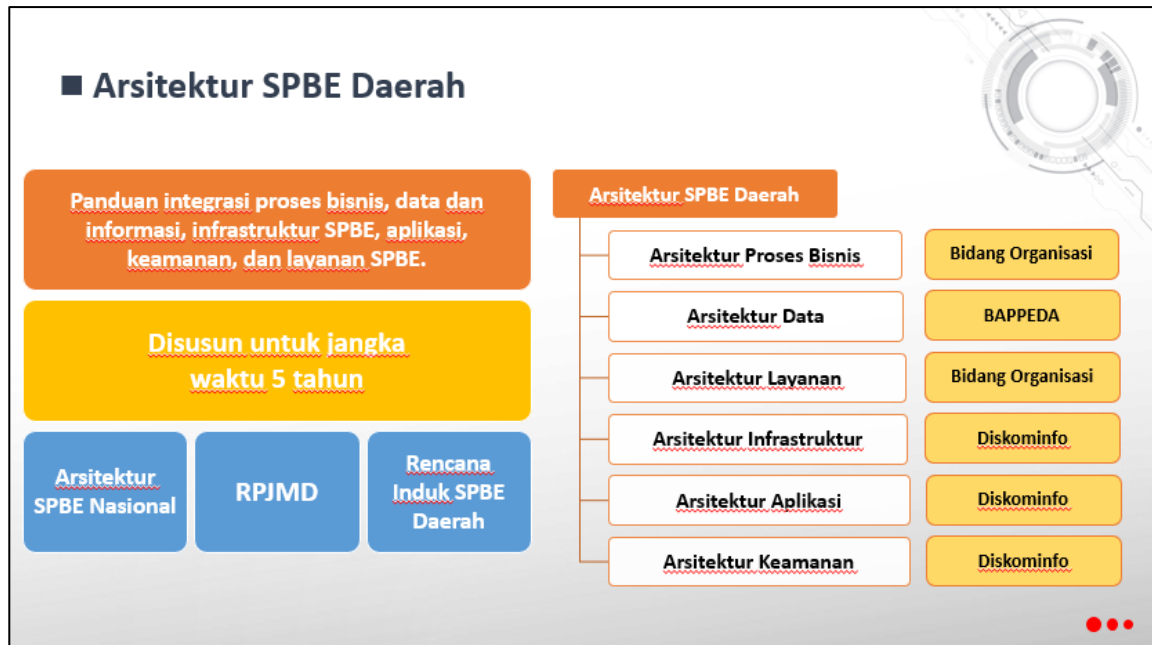 Arsitektur SPBE Daerah
Panduan integrasi proses bisnis, data dan
informasi, infrastruktur SPBE, aplikasi,
keamanan, dan layanan SPBE.
Disusun untuk jangka
waktu 5 tahun
Arsitektur
SPBE Nasional
RPJMD
Rencana
Induk SPBE
Daerah
Arsitektur SPBE Daerah
Arsitektur Proses Bisnis
Bidang Organisasi
Arsitektur Data
BAPPEDA
Arsitektur Layanan
Bidang Organisasi
Arsitektur Infrastruktur
Diskominfo
Arsitektur Aplikasi
Diskominfo
Arsitektur Keamanan
Diskominfo